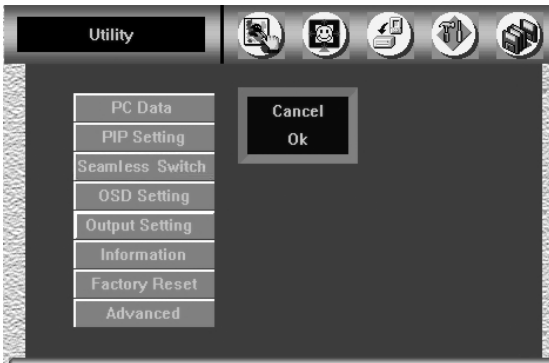 Utility
PC Data
PIP Setting
Seamless Switch
OSD Setting
Output Setting
Information
Factory Reset
Advanced
Cancel
Ok